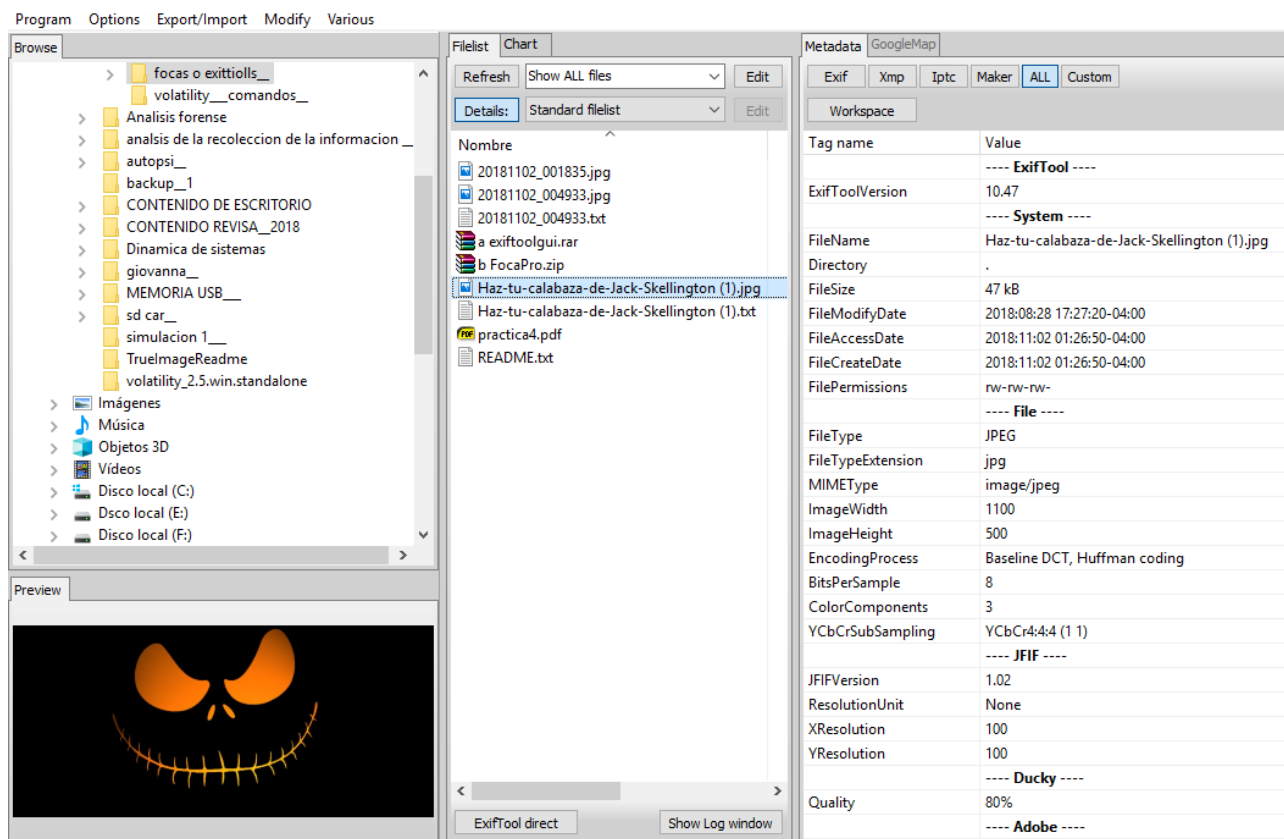 Program Options Export/Import Modify Various
Browse
focas o exittiolls__
volatility___comandos_
Analisis forense
analsis de la recoleccion de la informacion _
autopsi__
backup__1
CONTENIDO DE ESCRITORIO
CONTENIDO REVISA__2018
Dinamica de sistemas
giovanna__
MEMORIA USB___
sd car__
simulacion 1___
TrueImageReadme
volatility_2.5.win.standalone
Imágenes
Música
Objetos 3D
Vídeos
Disco local (C:)
Dsco local (E:)
Disco local (F:)
Preview
Filelist Chart
Refresh Show ALL files Edit
Details: Standard filelist Edit
Nombre
20181102_001835.jpg
20181102_004933.jpg
20181102_004933.txt
a exiftoolgui.rar
b FocaPro.zip
Haz-tu-calabaza-de-Jack-Skellington (1).jpg
Haz-tu-calabaza-de-Jack-Skellington (1).txt
PDF practica4.pdf
README.txt
ExifTool direct Show Log window
Metadata GoogleMap
Exif Xmp Iptc Maker ALL Custom
Workspace
Tag name Value
---- ExifTool ----
ExifToolVersion 10.47
---- System ----
FileName Haz-tu-calabaza-de-Jack-Skellington (1).jpg
Directory .
FileSize 47 kB
FileModifyDate 2018:08:28 17:27:20-04:00
FileAccessDate 2018:11:02 01:26:50-04:00
FileCreateDate 2018:11:02 01:26:50-04:00
FilePermissions rw-rw-rw-
---- File ----
FileType JPEG
FileTypeExtension jpg
MIMEType image/jpeg
ImageWidth 1100
ImageHeight 500
EncodingProcess Baseline DCT, Huffman coding
BitsPerSample 8
ColorComponents 3
YCbCrSubSampling YCbCr4:4:4 (1 1)
---- JFIF ----
JFIFVersion 1.02
ResolutionUnit None
XResolution 100
YResolution 100
---- Ducky ----
Quality 80%
---- Adobe ----